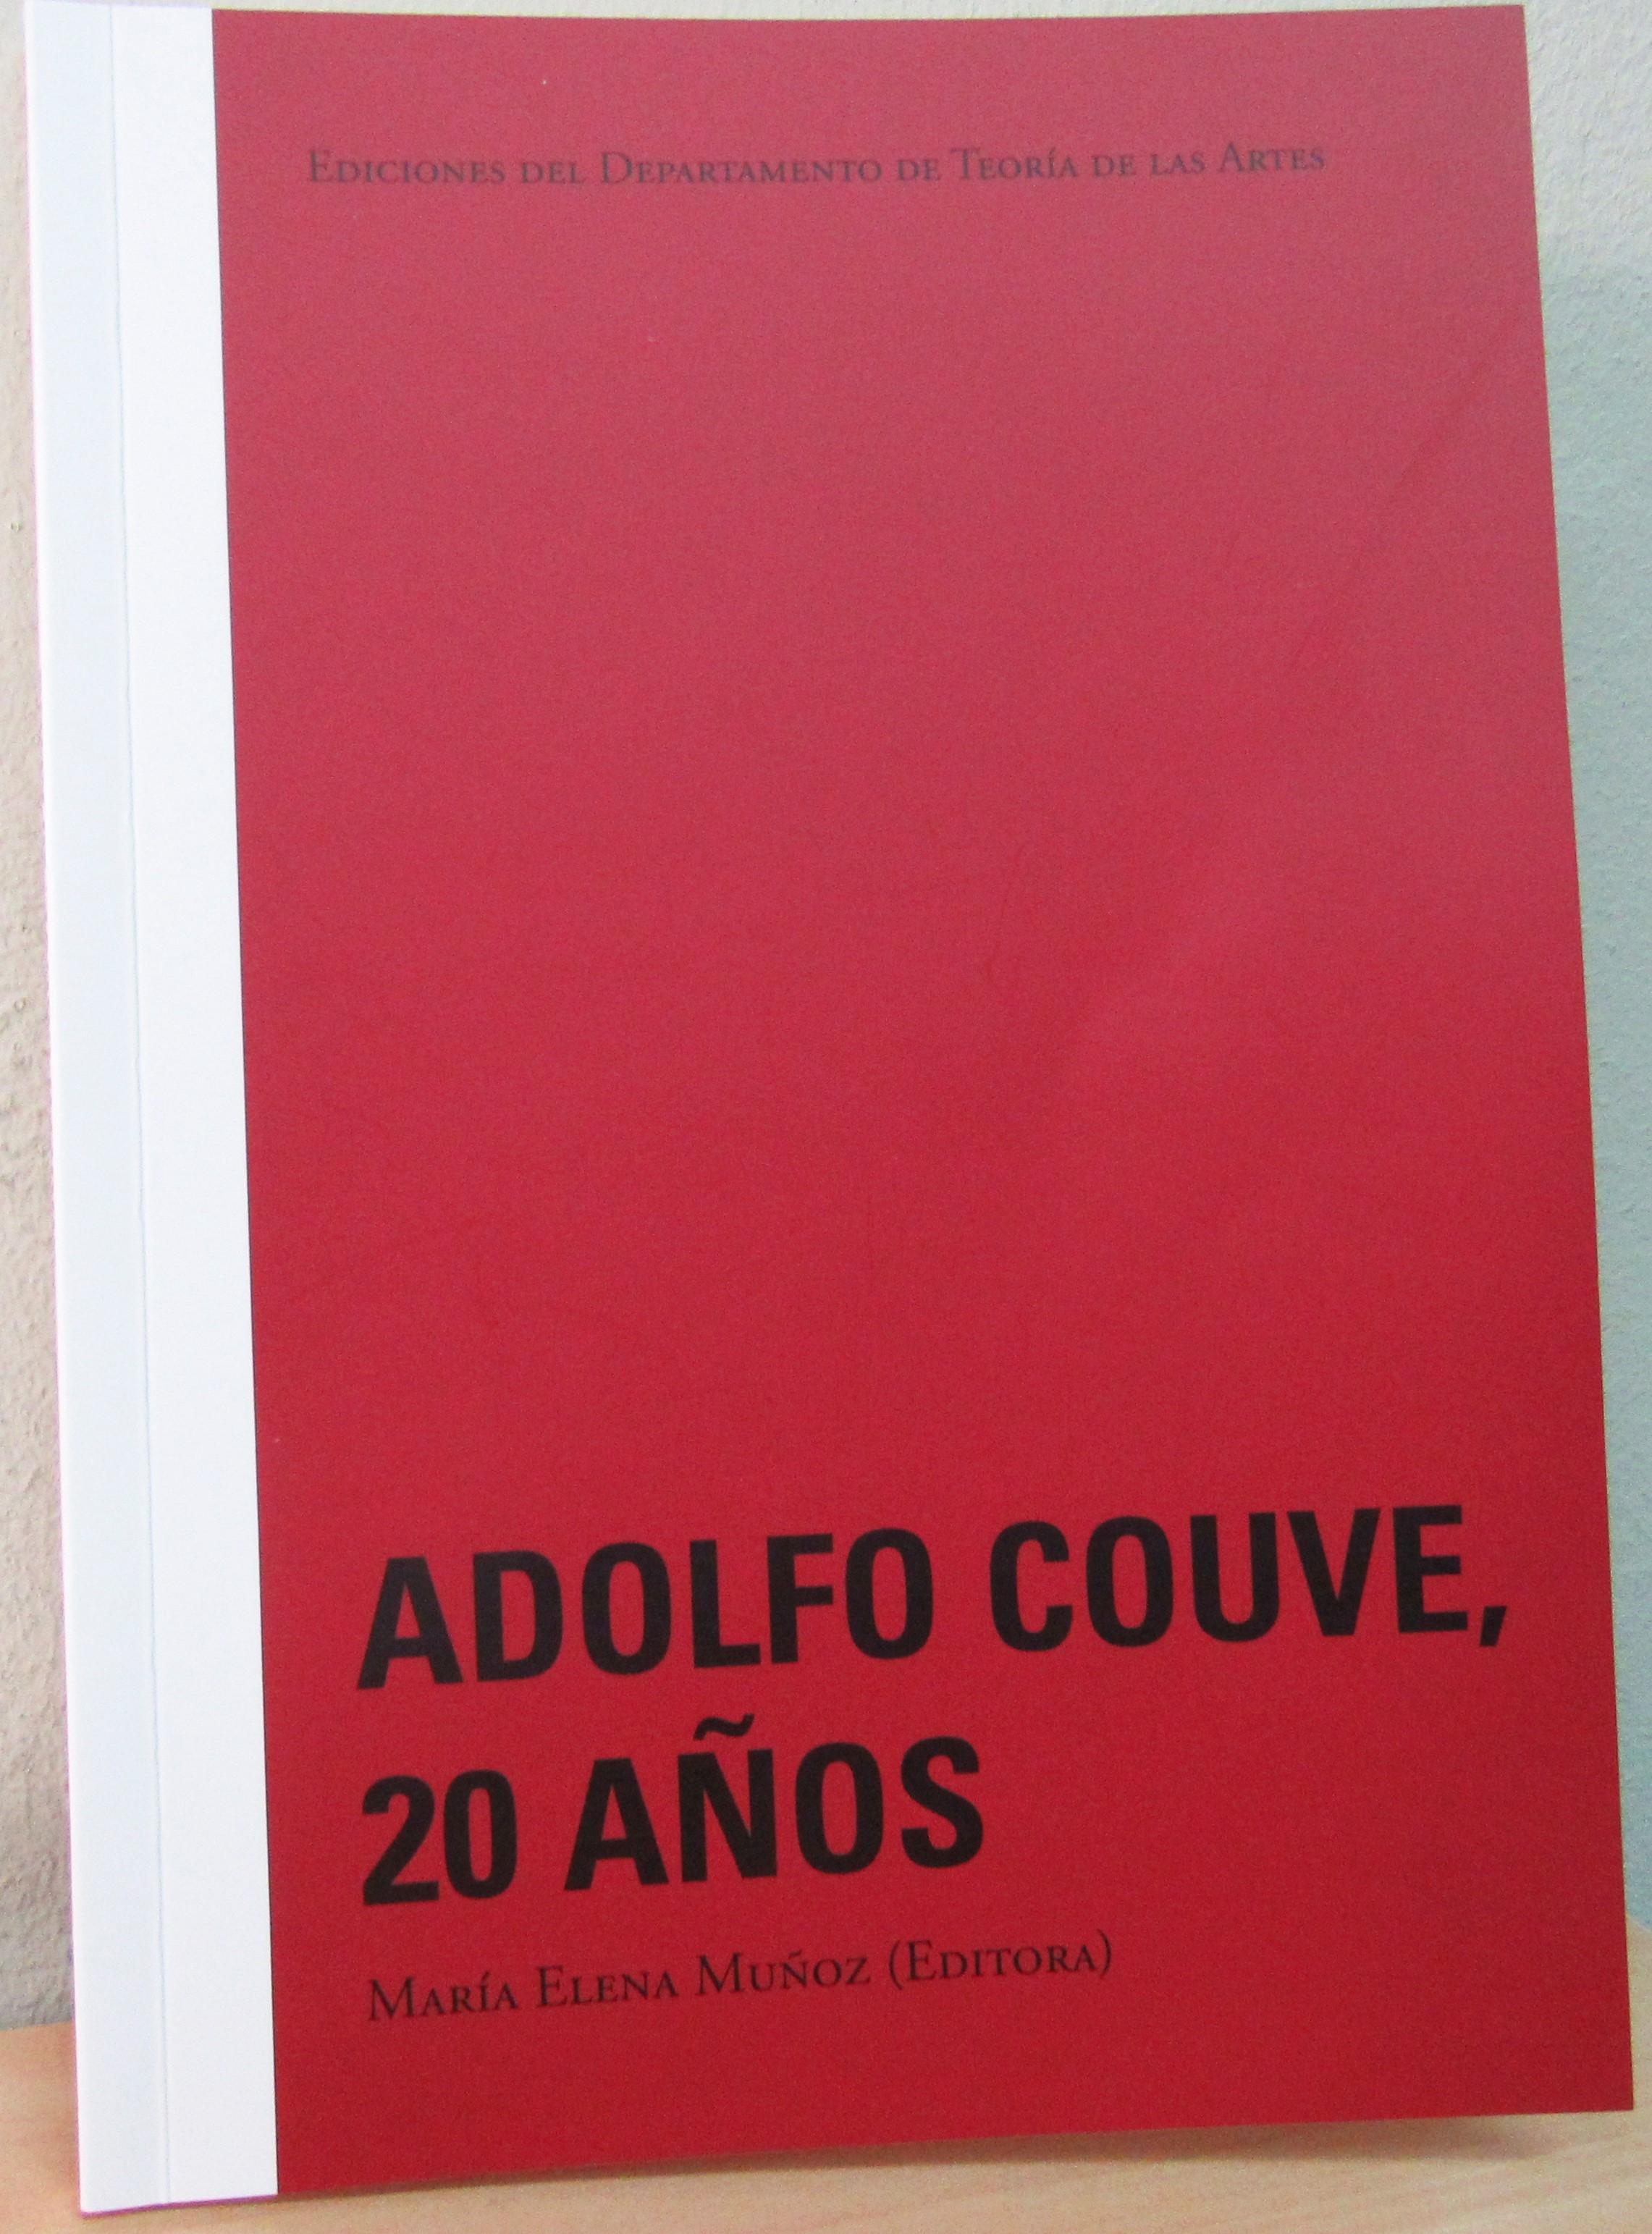 Ediciones del Departamento de Teoría de las Artes
ADOLFO COUVE,
20 AÑOS
María Elena Muñoz (Editora)